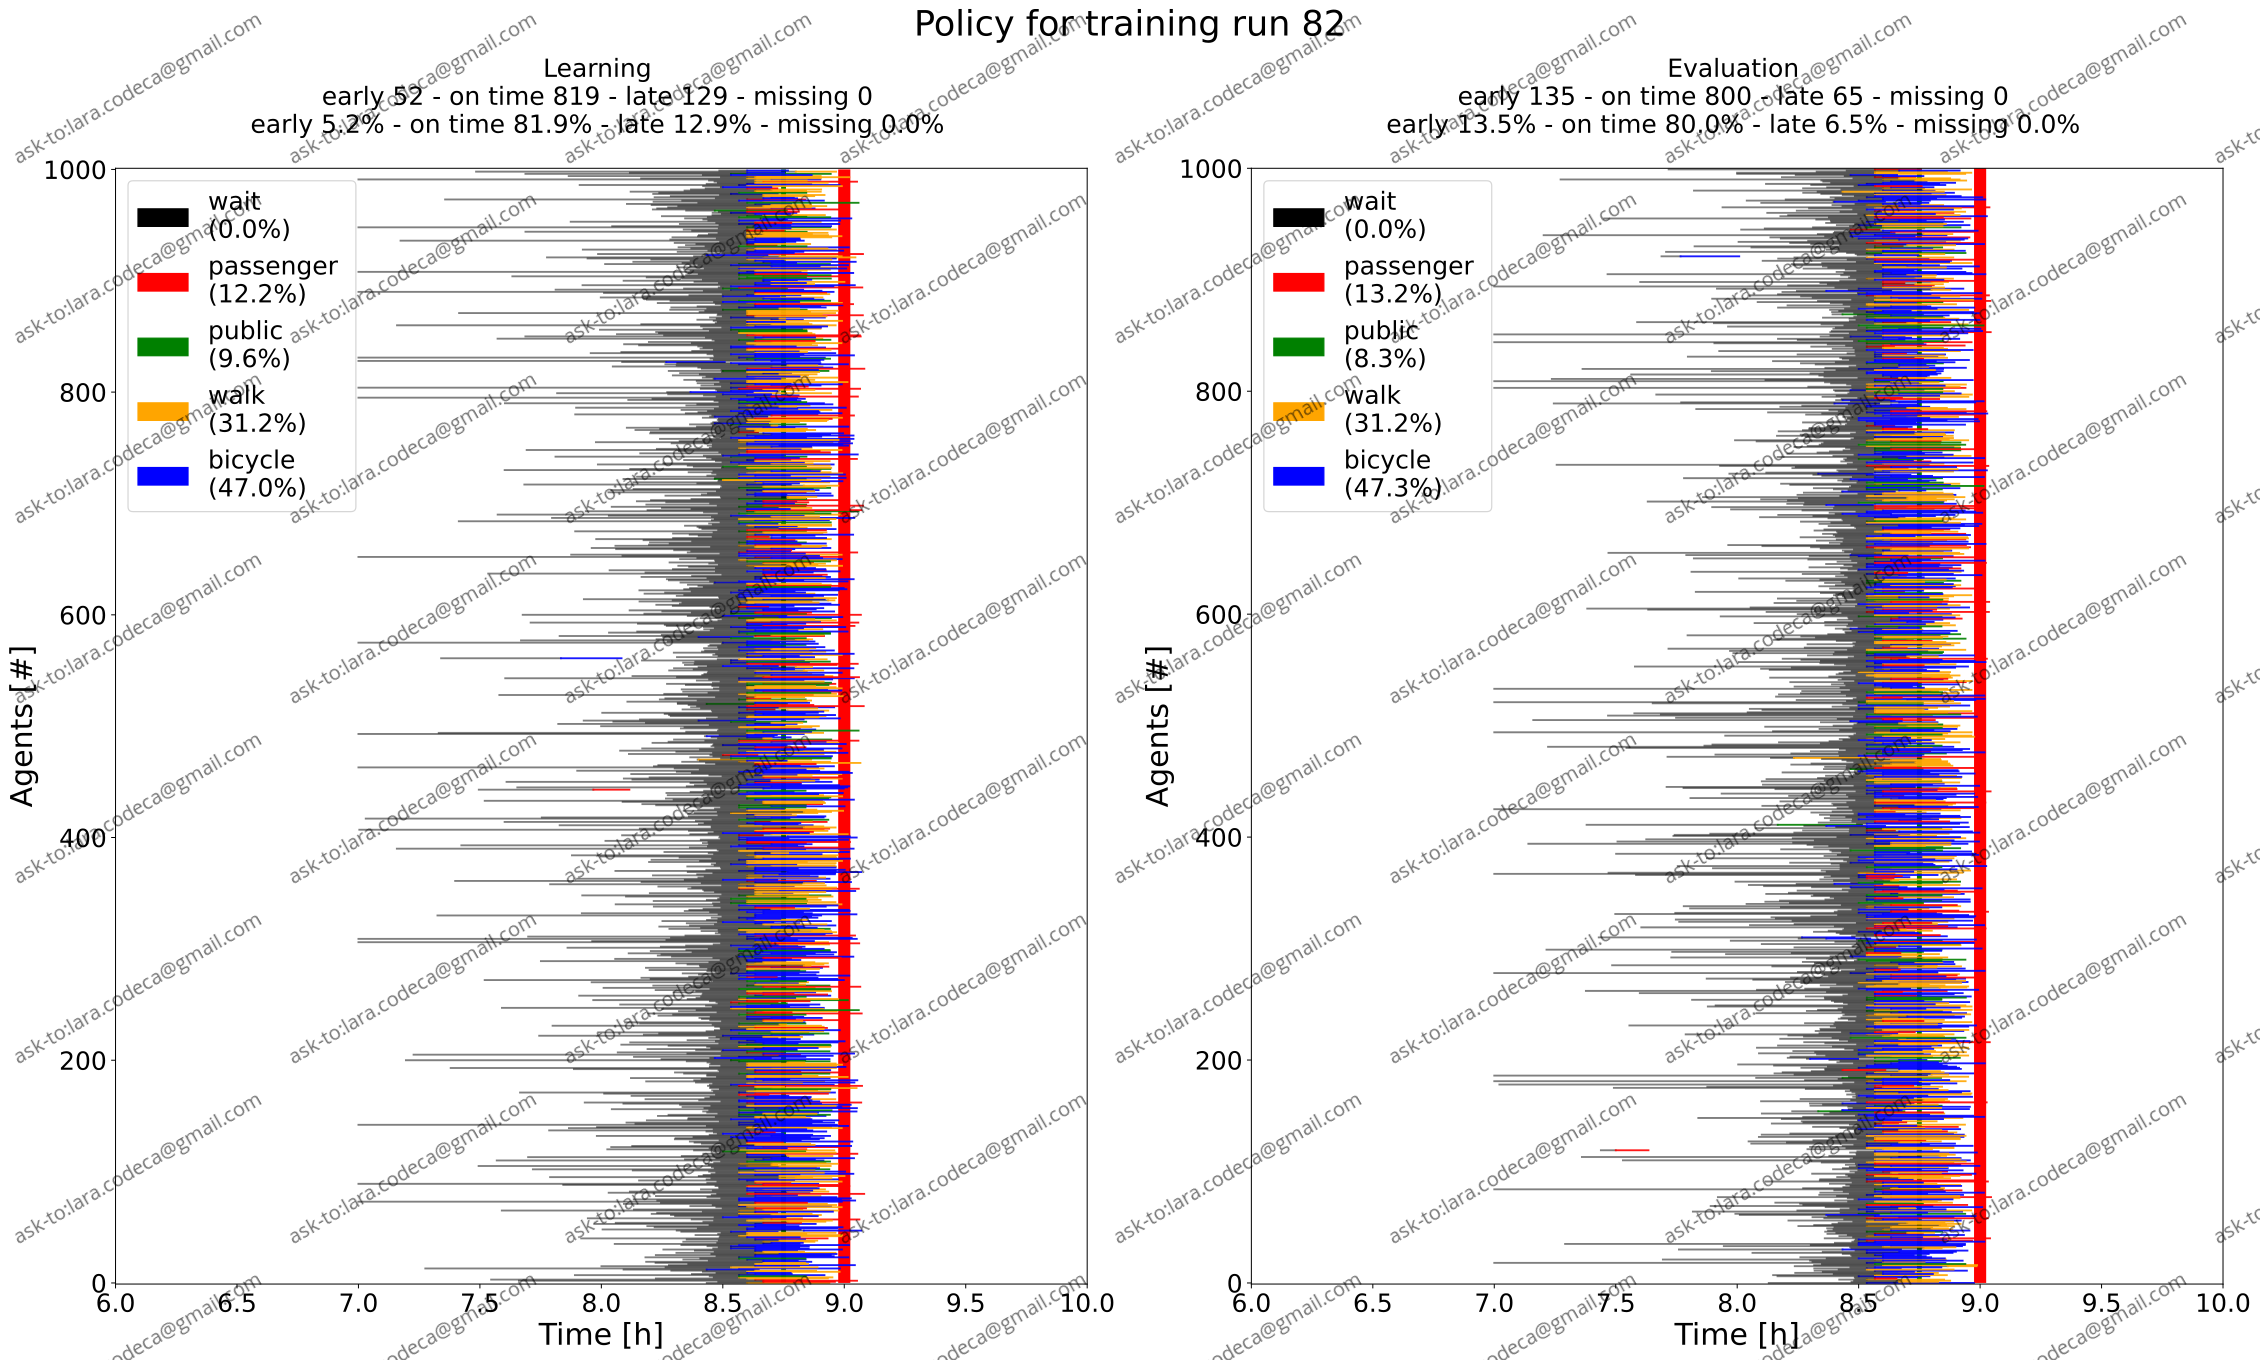 Policy for training run 82
Learning
early 52 - on time 819 - late 129 - missing 0
early 5.2% - on time 81.9% - late 12.9% - missing 0.0%
1000
800
600
400
200
0
Agents [#]
wait
(0.0%)
passenger
(12.2%)
public
(9.6%)
walk
(31.2%)
bicycle
(47.0%)
6.0 6.5 7.0 7.5 8.0 8.5 9.0 9.5 10.0
Time [h]
Evaluation
early 135 - on time 800 - late 65 - missing 0
early 13.5% - on time 80.0% - late 6.5% - missing 0.0%
1000
800
600
400
200
0
Agents [#]
wait
(0.0%)
passenger
(13.2%)
public
(8.3%)
walk
(31.2%)
bicycle
(47.3%)
6.0 6.5 7.0 7.5 8.0 8.5 9.0 9.5 10.0
Time [h]
ask-to:lara.codeca@gmail.com